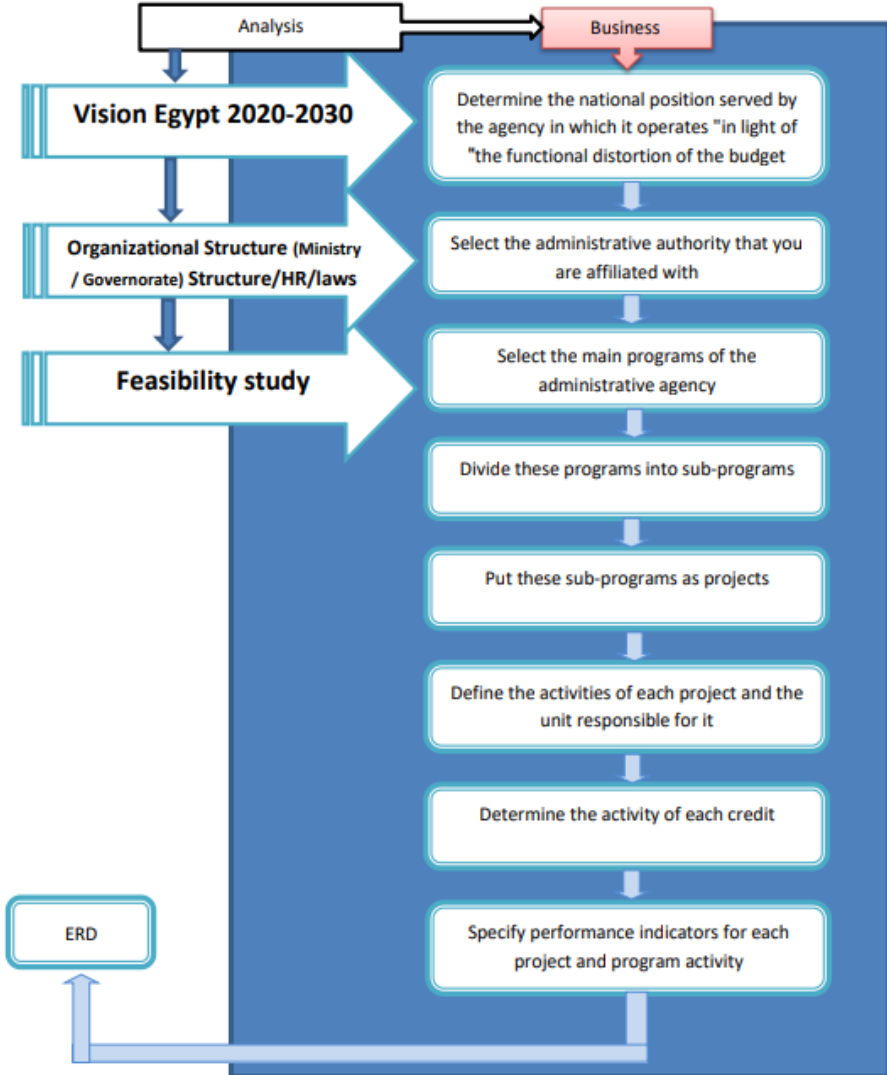 Analysis
Business
Vision Egypt 2020-2030
Determine the national position served by
the agency in which it operates "in light of
"the functional distortion of the budget
Organizational Structure (Ministry
/ Governorate) Structure/HR/laws
Select the administrative authority that you
are affiliated with
Feasibility study
Select the main programs of the
administrative agency
Divide these programs into sub-programs
Put these sub-programs as projects
Define the activities of each project and the
unit responsible for it
Determine the activity of each credit
Specify performance indicators for each
project and program activity
ERD